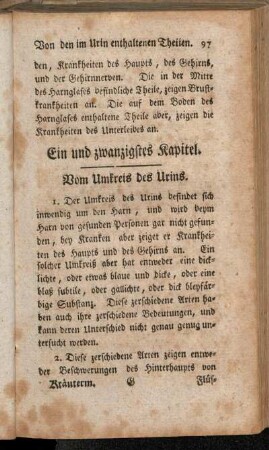 Von den im Urin enthaltenen Theilen. 97
den, Krankheiten des Haupts, des Gehirns,
und der Gehirnnerven. Die in der Mitte
des Harnglases befindliche Theile, zeigen Brust-
krankheiten an. Die auf dem Boden des
Harnglases enthaltene Theile aber, zeigen die
die Krankheiten des Unterleibes an.
Ein und zwanzigstes Kapitel.
Vom Umkreis des Urins.
1. Der Umkreis des Urins befindet sich
inwendig um den Harn, und wird beym
Harn von gesunden Personen gar nicht gefun-
den, bey Kranken aber zeiget er Krankhei-
ten des Haupts und des Gehirns an. Ein
solcher Umkreiß aber hat entweder eine dick-
lichte, oder etwas blaue und dicke, oder eine
blaß subtile, oder gallichte, oder dick bleyfär-
bige Substanz. Diese zerschiedene Arten ha-
ben auch ihre zerschiedene Bedeutungen, und
kann deren Unterschied nicht genau genug un-
tersucht werden.
2. Diese zerschiedene Arten zeigen entwe-
der Beschwerungen des Hinterhaupts von
Kräuterm. G Flüs-